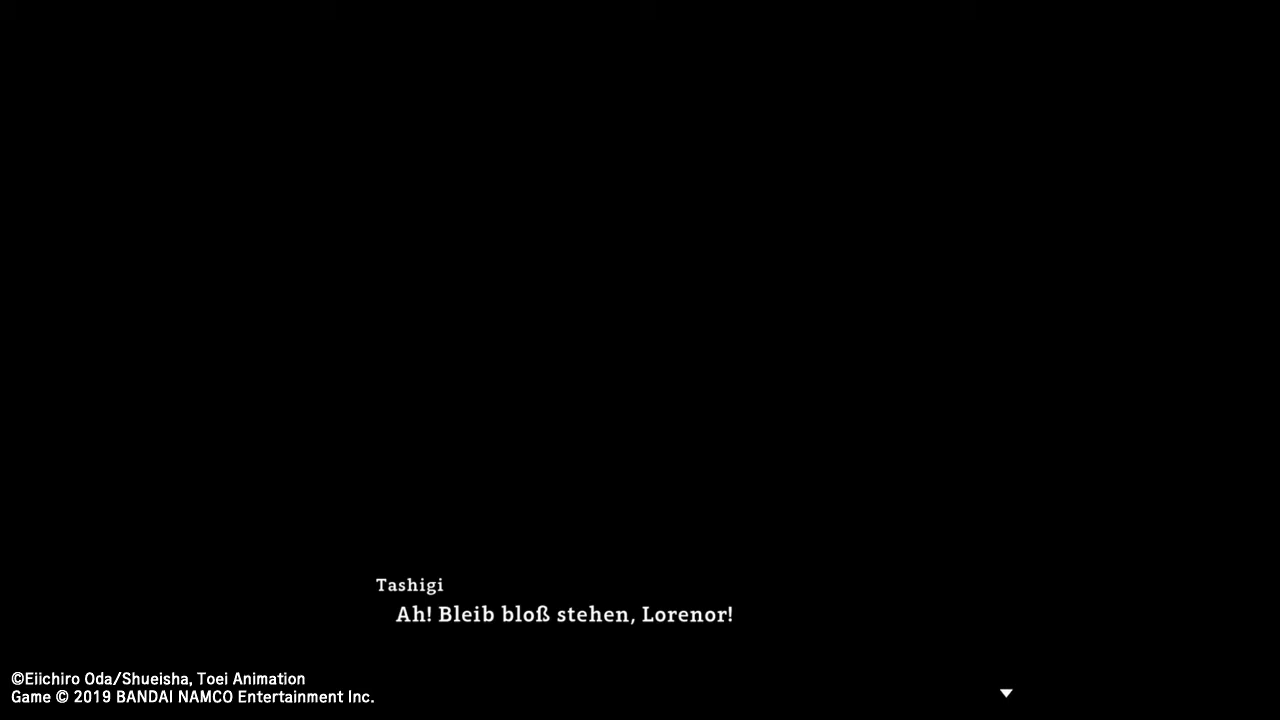 Tashigi
Ah! Bleib bloß stehen, Lorenor!
©Eiichiro Oda/Shueisha, Toei Animation
Game © 2019 BANDAI NAMCO Entertainment Inc.